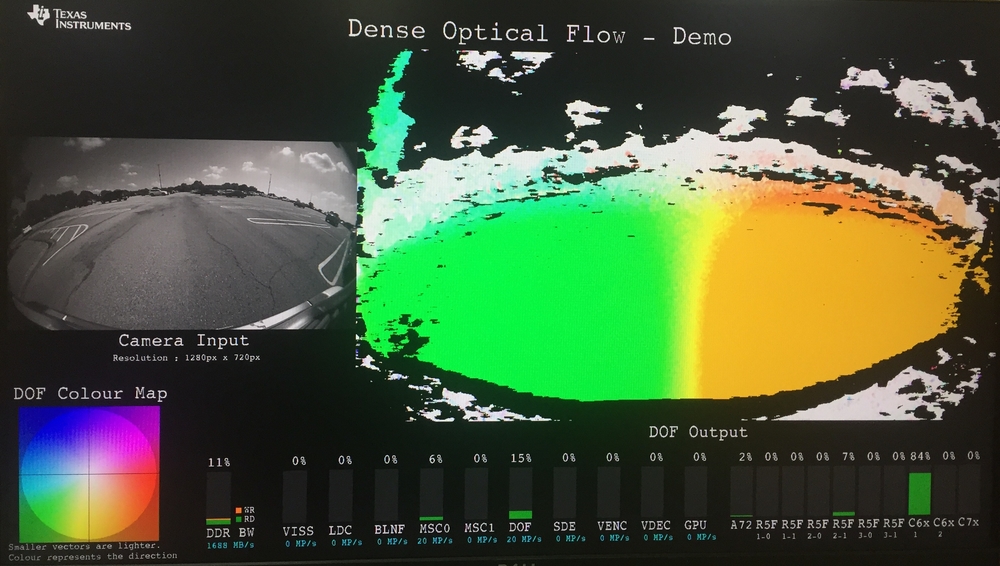 TEXAS
INSTRUMENTS
Dense Optical Flow - Demo
Camera Input
Resolution : 1280px x 720px
DOF Colour Map
Smaller vectors are lighter.
Colour represents the direction
DOF Output
11% 0% 0% 0% 6% 0% 15% 0% 0% 0% 0% 2% 0% 0% 7% 0% 0% 84% 0% 0%
WR
RD
DDR BW VISS LDC BLNF MSC0 MSC1 DOF SDE VENC VDEC GPU A72 R5F R5F R5F R5F R5F R5F C6x C6x C7x
1-0 1-1 2-0 2-1 3-0 3-1 1 2
1688 MB/s 0 MP/s 0 MP/s 0 MP/s 20 MP/s 0 MP/s 20 MP/s 0 MP/s 0 MP/s 0 MP/s 0 MP/s